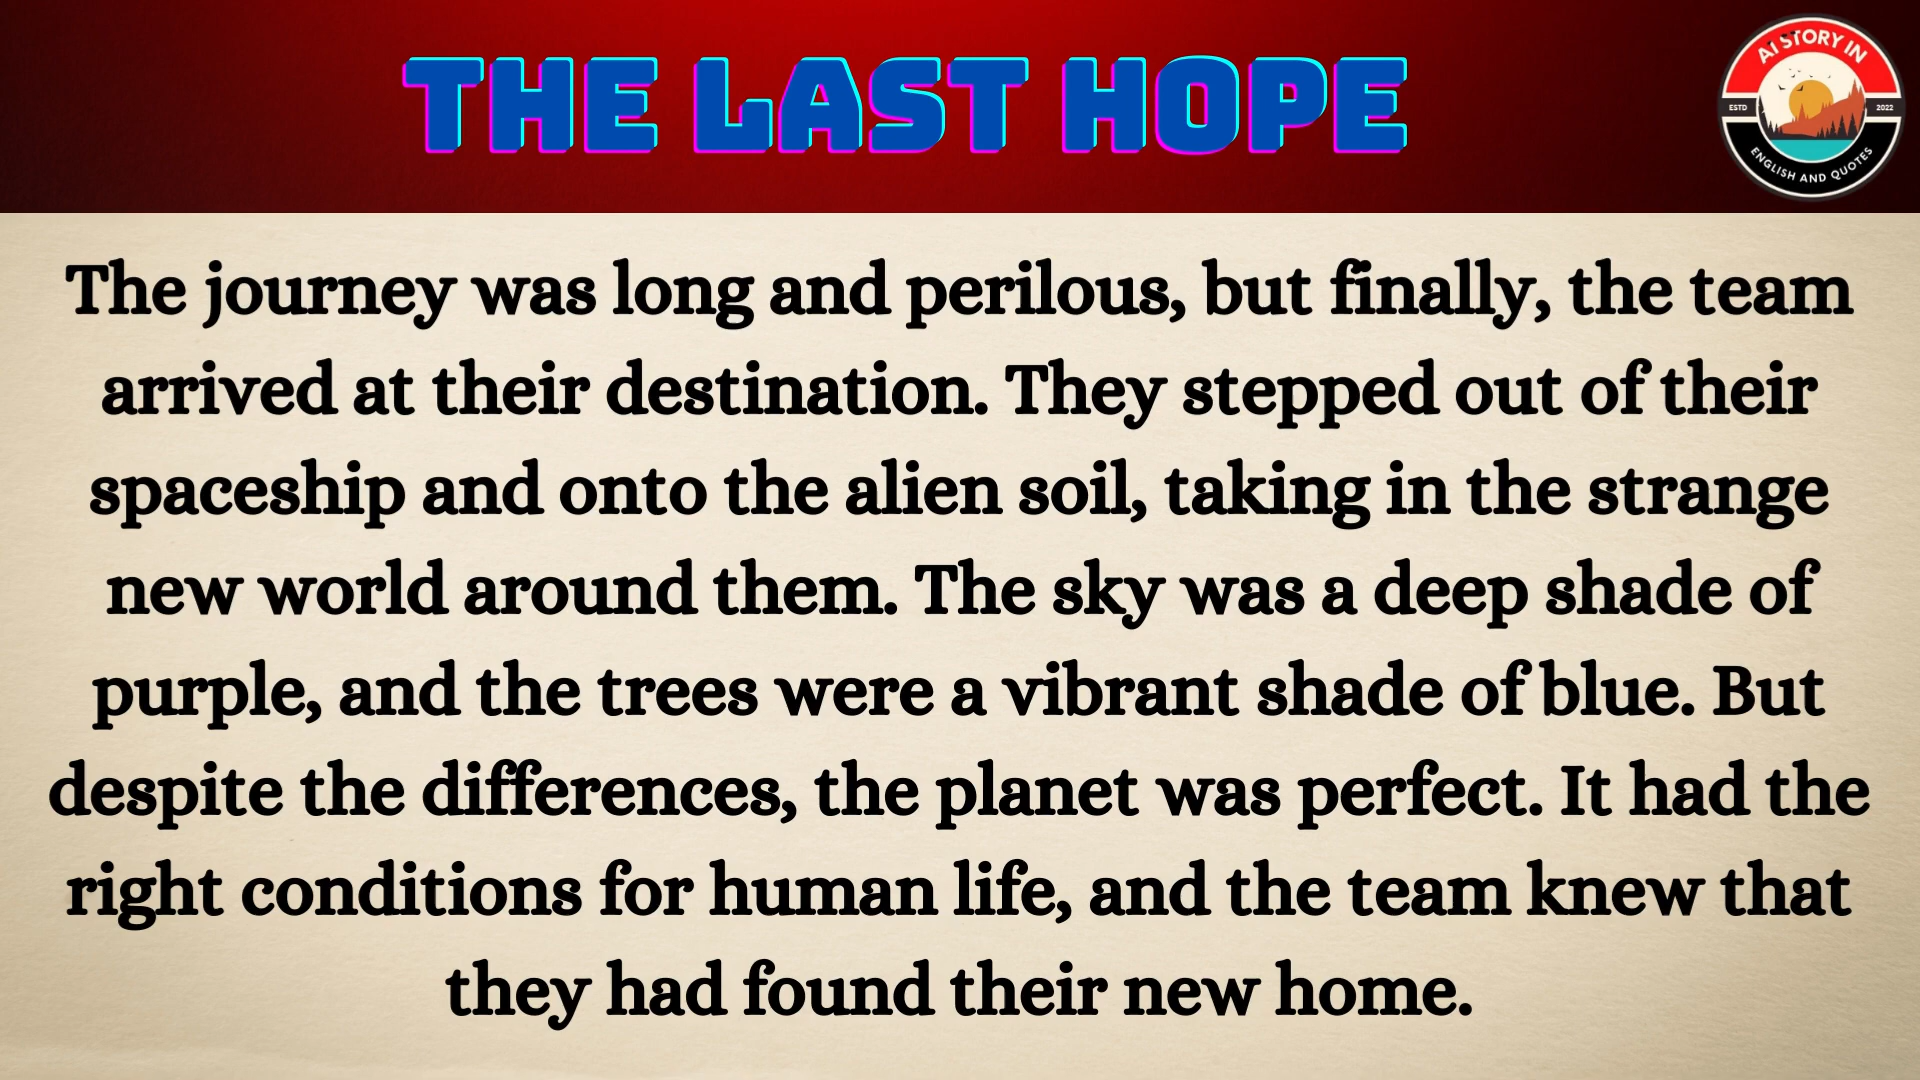 THE LAST HOPE
AI STORY IN
ESTD
2022
ENGLISH AND QUOTES
The journey was long and perilous, but finally, the team
arrived at their destination. They stepped out of their
spaceship and onto the alien soil, taking in the strange
new world around them. The sky was a deep shade of
purple, and the trees were a vibrant shade of blue. But
despite the differences, the planet was perfect. It had the
right conditions for human life, and the team knew that
they had found their new home.